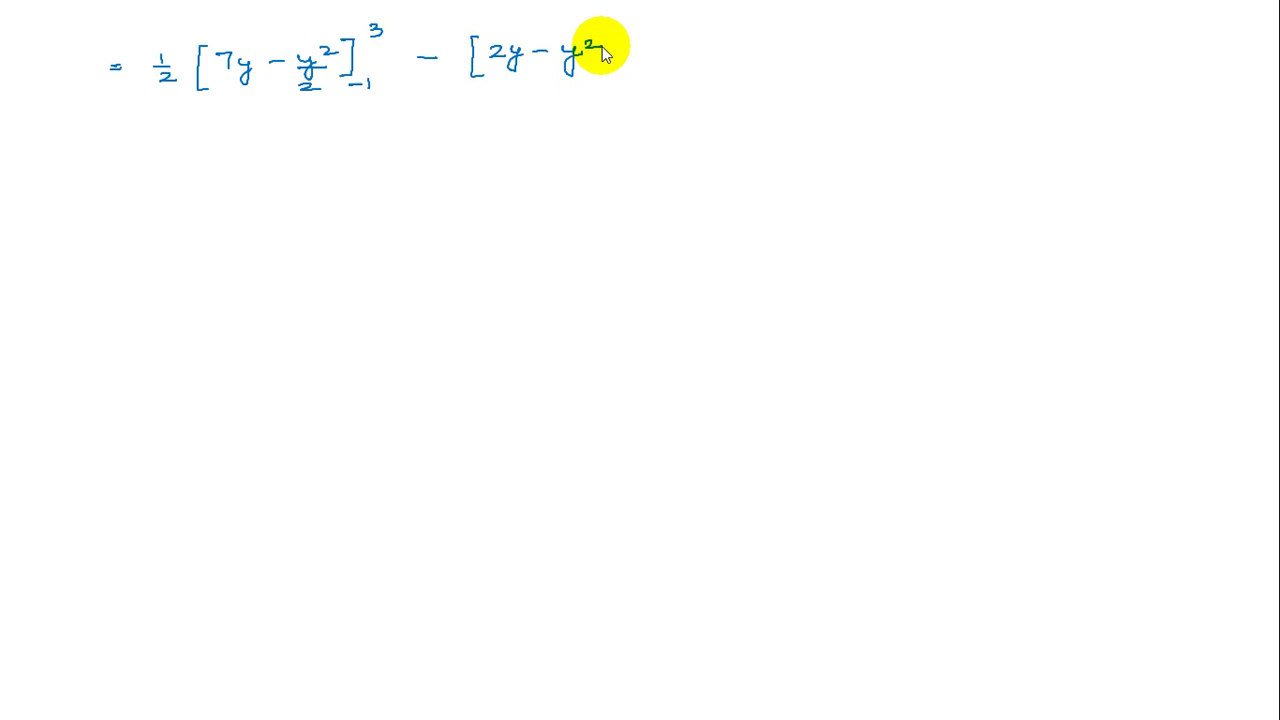 = 1/2 [7y - y²/2]₋₁³ - [2y - y²